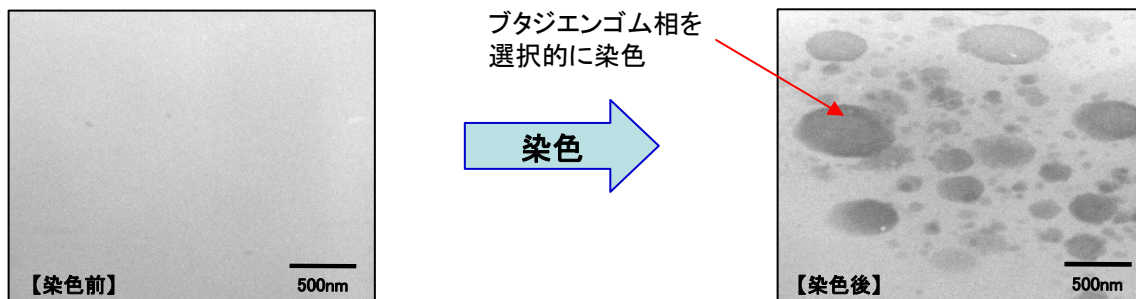 ブタジエンゴム相を
選択的に染色
染色
【染色前】
500nm
【染色後】
500nm